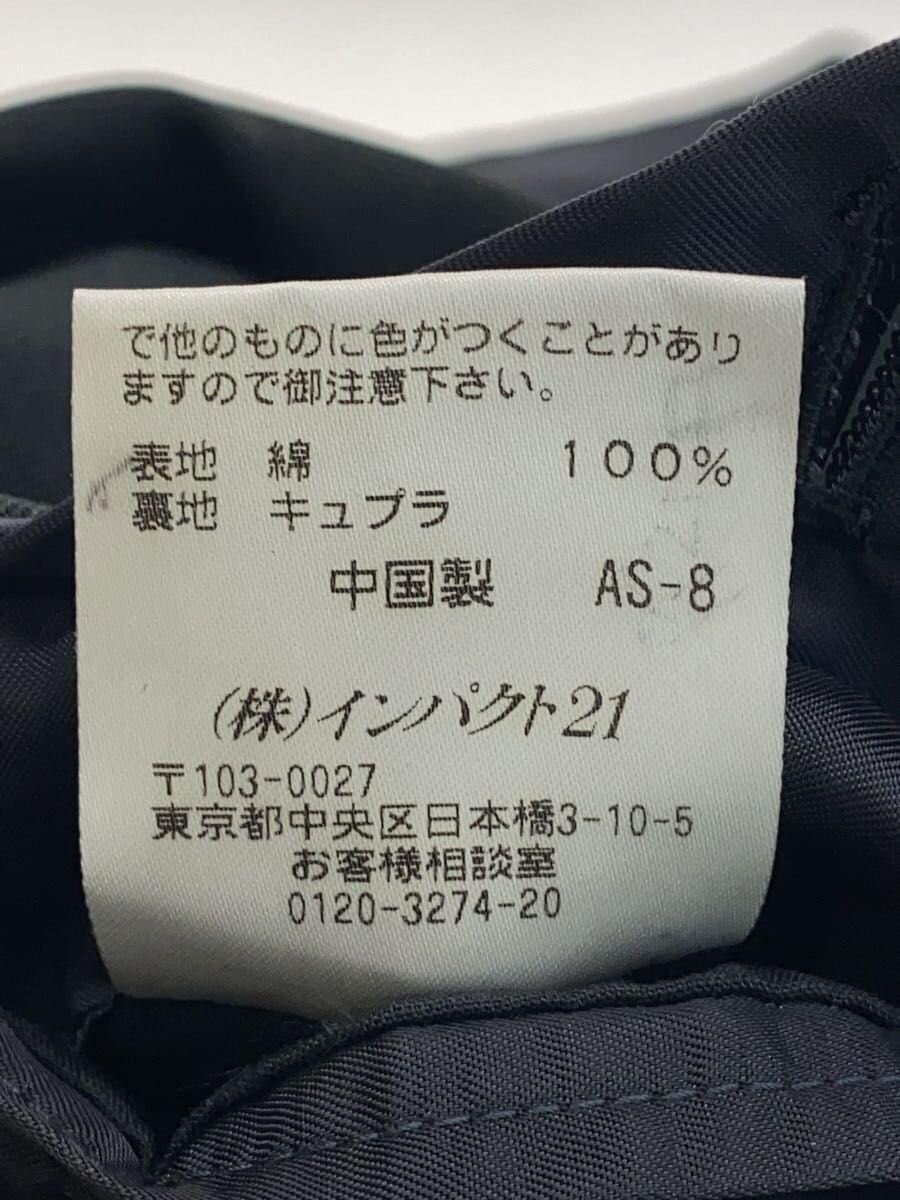 で他のものに色がつくことがあり
ますので御注意下さい。
表地 綿 100%
裏地 キュプラ
中国製 AS-8
(株)インパクト21
〒103-0027
東京都中央区日本橋3-10-5
お客様相談室
0120-3274-20